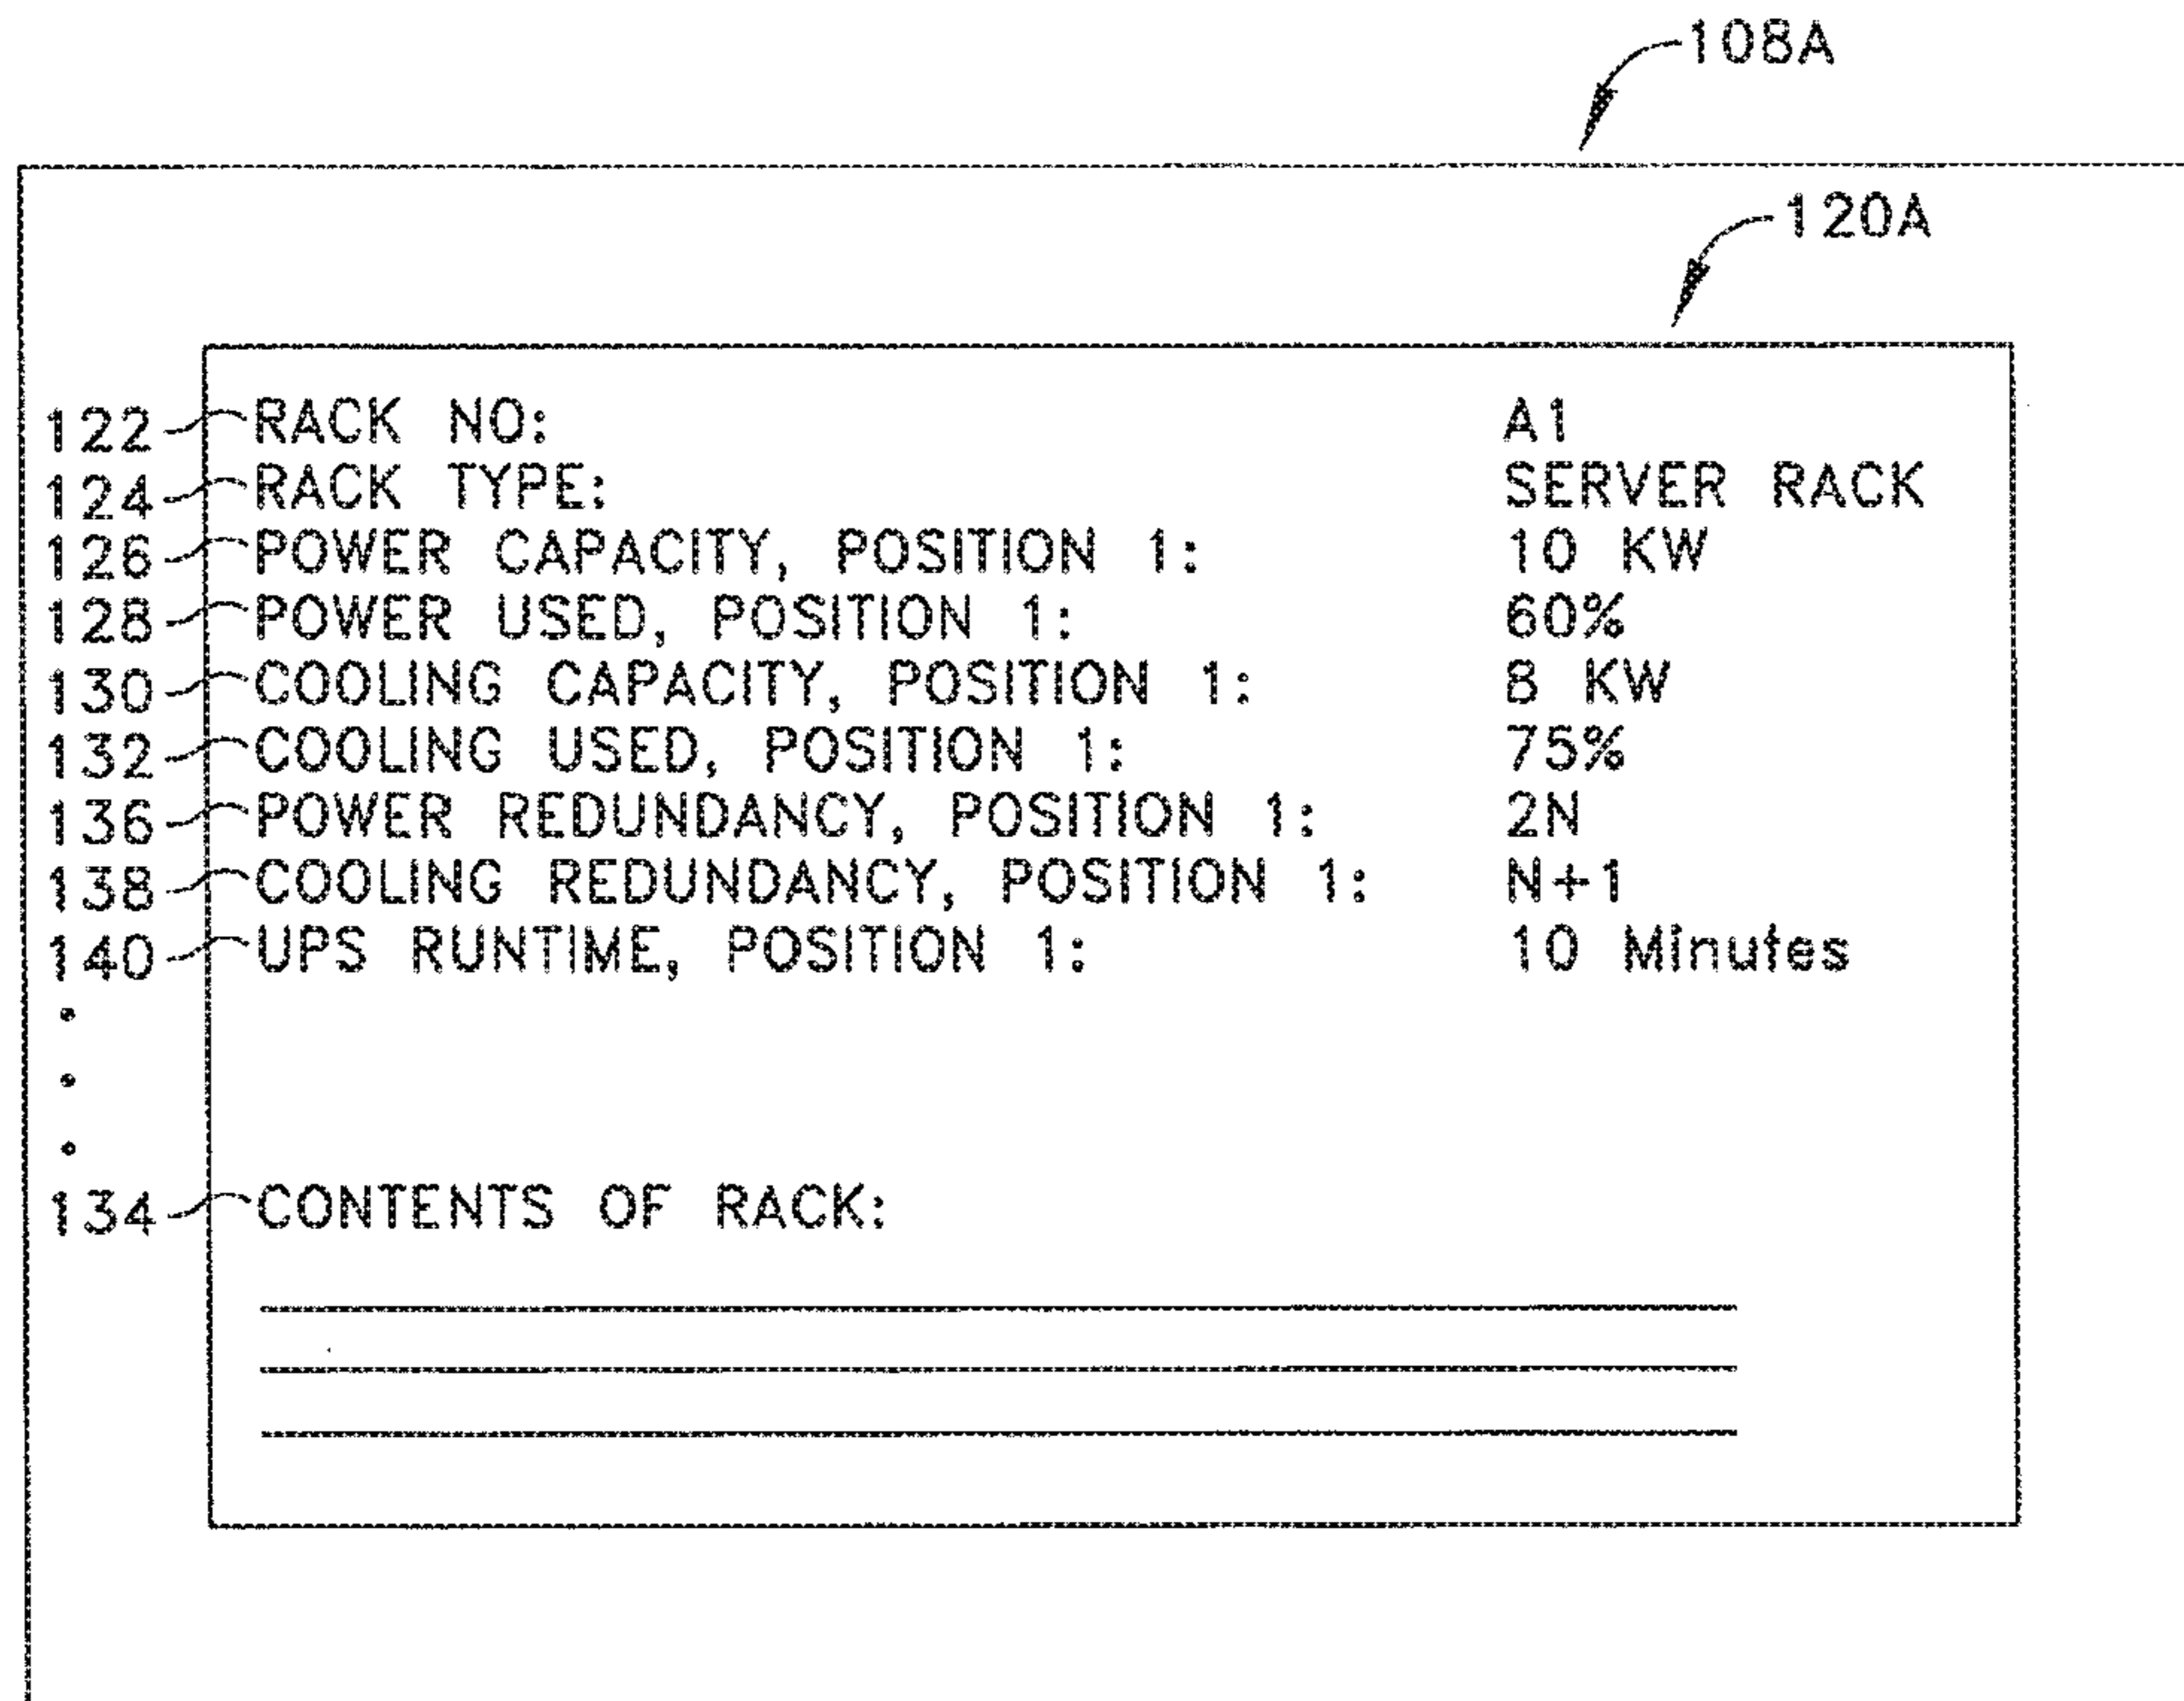 108A
120A
122 RACK NO: A1
124 RACK TYPE: SERVER RACK
126 POWER CAPACITY, POSITION 1: 10 KW
128 POWER USED, POSITION 1: 60%
130 COOLING CAPACITY, POSITION 1: 8 KW
132 COOLING USED, POSITION 1: 75%
136 POWER REDUNDANCY, POSITION 1: 2N
138 COOLING REDUNDANCY, POSITION 1: N+1
140 UPS RUNTIME, POSITION 1: 10 Minutes
134 CONTENTS OF RACK: